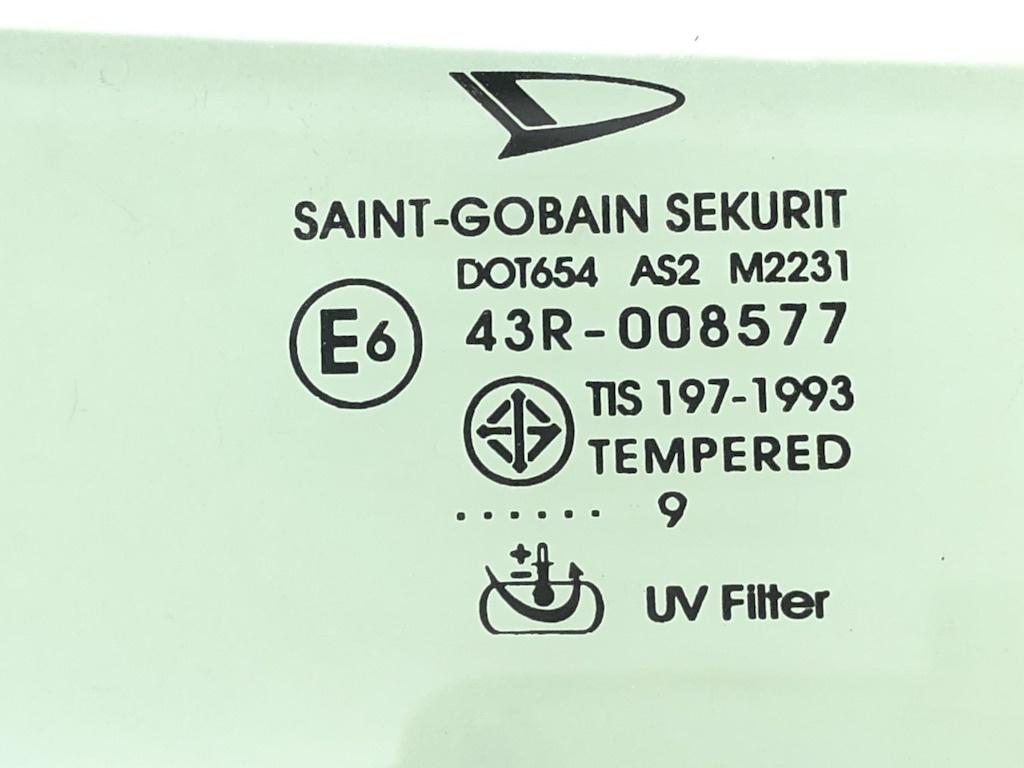 SAINT-GOBAIN SEKURIT
DOT654 AS2 M2231
E6 43R-008577
TIS 197-1993
TEMPERED
. . . . . . 9
UV Filter